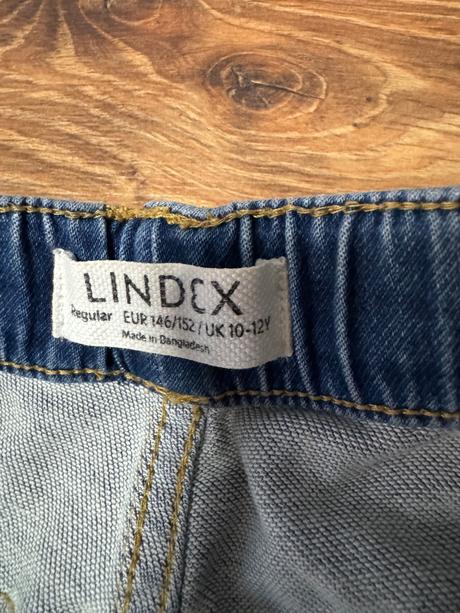 LINDEX
Regular EUR 146/152 / UK 10-12Y
Made in Bangladesh